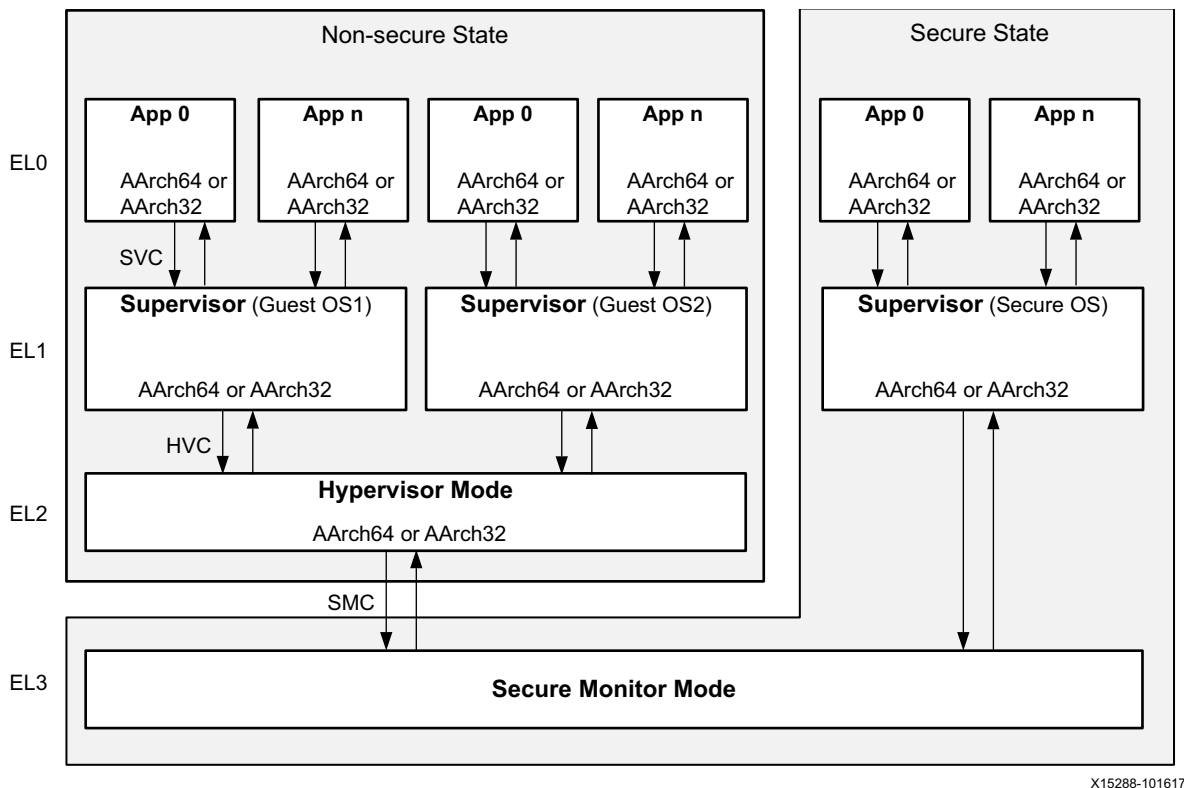 Non-secure State
Secure State
App 0
App n
App 0
App n
App 0
App n
EL0
AArch64 or
AArch32
AArch64 or
AArch32
AArch64 or
AArch32
AArch64 or
AArch32
AArch64 or
AArch32
AArch64 or
AArch32
SVC
Supervisor (Guest OS1)
Supervisor (Guest OS2)
Supervisor (Secure OS)
EL1
AArch64 or AArch32
AArch64 or AArch32
AArch64 or AArch32
HVC
Hypervisor Mode
EL2
AArch64 or AArch32
SMC
EL3
Secure Monitor Mode
X15288-101617